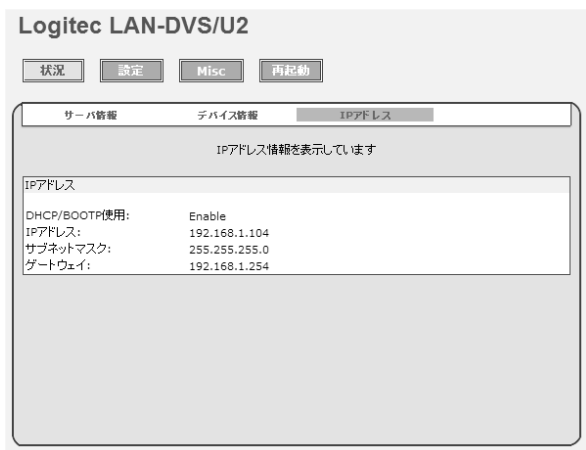 Logitec LAN-DVS/U2
状況 設定 Misc 再起動
サーバ情報 デバイス情報 IPアドレス
IPアドレス情報を表示しています
IPアドレス
DHCP/BOOTP使用: Enable
IPアドレス: 192.168.1.104
サブネットマスク: 255.255.255.0
ゲートウェイ: 192.168.1.254